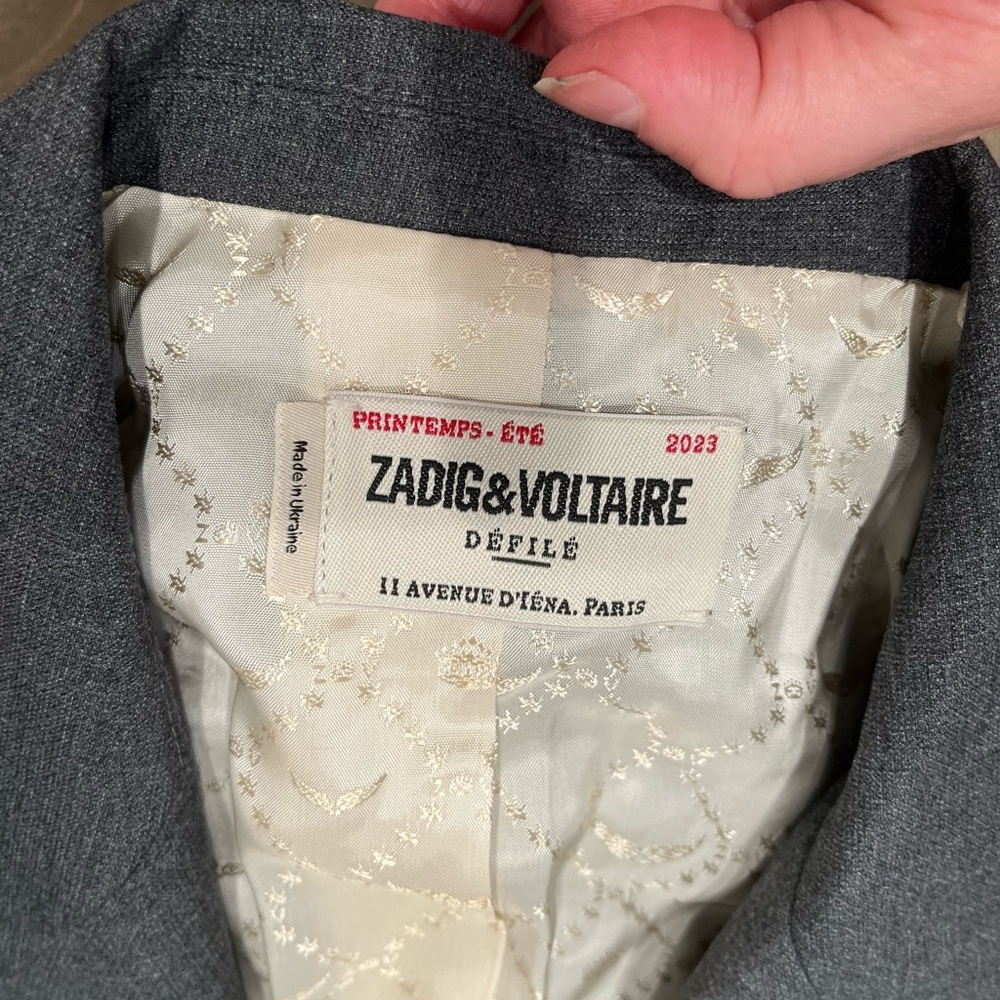 PRINTEMPS - ÉTÉ 2023
ZADIG&VOLTAIRE
DÉFILÉ
11 AVENUE D'IÉNA. PARIS
Made in Ukraine